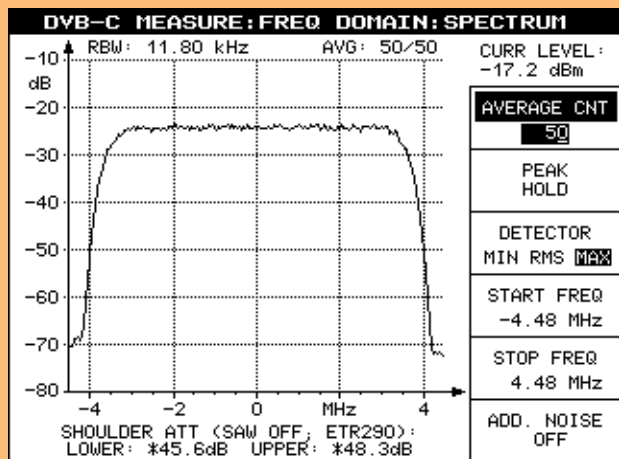 DVB-C MEASURE:FREQ DOMAIN:SPECTRUM
RBW: 11.80 kHz AVG: 50/50
CURR LEVEL:
-17.2 dBm
-10
dB
-20
-30
-40
-50
-60
-70
-80
-4 -2 0 MHz 4
SHOULDER ATT (SAW OFF; ETR290):
LOWER: *45.6dB UPPER: *48.3dB
AVERAGE CNT
50
PEAK
HOLD
DETECTOR
MIN RMS MAX
START FREQ
-4.48 MHz
STOP FREQ
4.48 MHz
ADD. NOISE
OFF